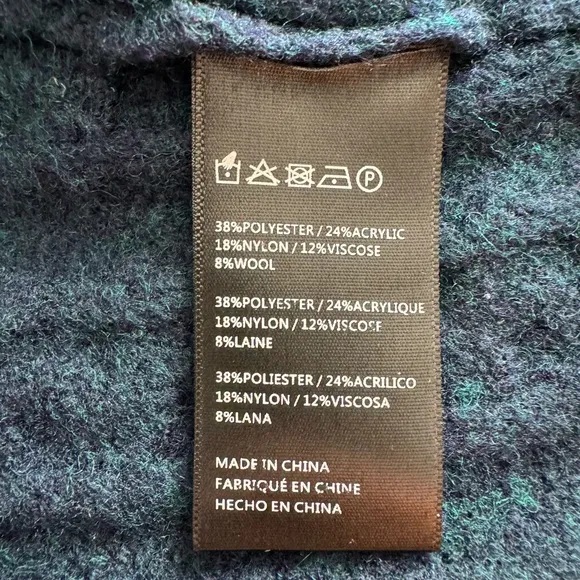 P
38%POLYESTER / 24%ACRYLIC
18%NYLON / 12%VISCOSE
8%WOOL
38%POLYESTER / 24%ACRYLIQUE
18%NYLON / 12%VISCOSE
8%LAINE
38%POLIESTER / 24%ACRILICO
18%NYLON / 12%VISCOSA
8%LANA
MADE IN CHINA
FABRIQUÉ EN CHINE
HECHO EN CHINA